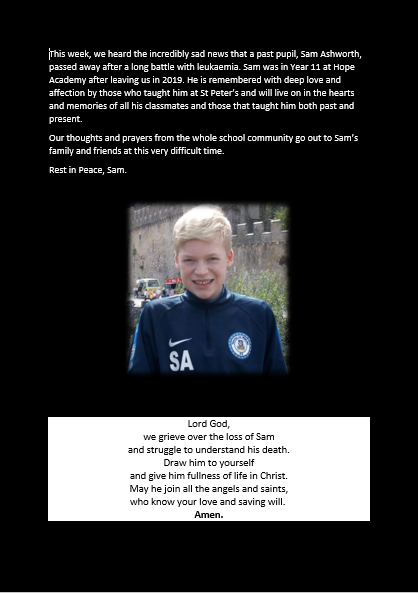 This week, we heard the incredibly sad news that a past pupil, Sam Ashworth,
passed away after a long battle with leukaemia. Sam was in Year 11 at Hope
Academy after leaving us in 2019. He is remembered with deep love and
affection by those who taught him at St Peter's and will live on in the hearts
and memories of all his classmates and those that taught him both past and
present.
Our thoughts and prayers from the whole school community go out to Sam's
family and friends at this very difficult time.
Rest in Peace, Sam.
SA
Lord God,
we grieve over the loss of Sam
and struggle to understand his death.
Draw him to yourself
and give him fullness of life in Christ.
May he join all the angels and saints,
who know your love and saving will.
Amen.